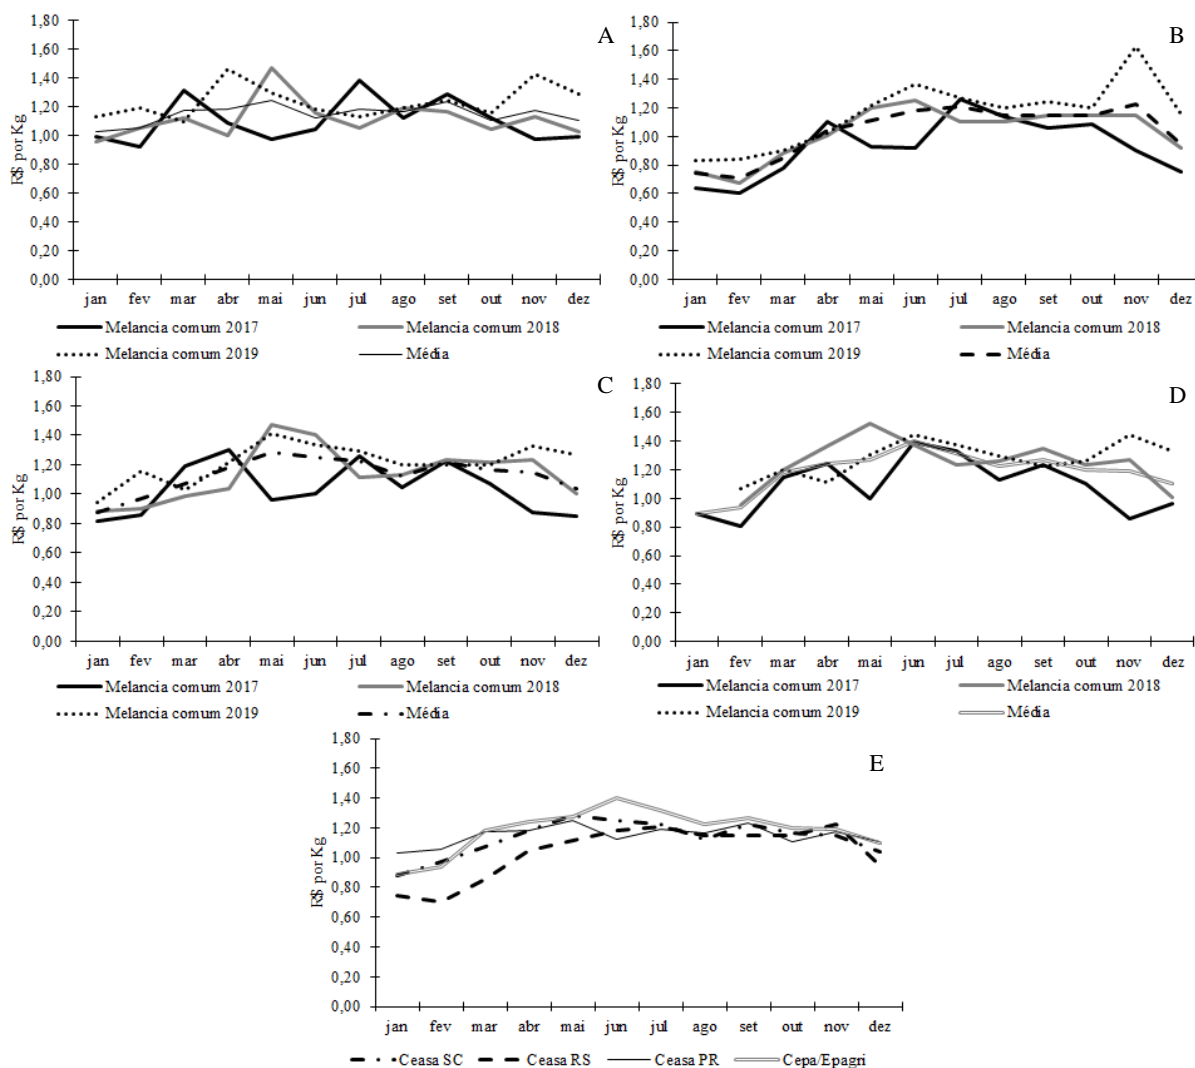 A
R$ por Kg
1,80
1,60
1,40
1,20
1,00
0,80
0,60
0,40
0,20
0,00
jan fev mar abr mai jun jul ago set out nov dez
Melancia comum 2017 Melancia comum 2018
Melancia comum 2019 Média
B
R$ por Kg
1,80
1,60
1,40
1,20
1,00
0,80
0,60
0,40
0,20
0,00
jan fev mar abr mai jun jul ago set out nov dez
Melancia comum 2017 Melancia comum 2018
Melancia comum 2019 Média
C
R$ por Kg
1,80
1,60
1,40
1,20
1,00
0,80
0,60
0,40
0,20
0,00
jan fev mar abr mai jun jul ago set out nov dez
Melancia comum 2017 Melancia comum 2018
Melancia comum 2019 Média
D
R$ por Kg
1,80
1,60
1,40
1,20
1,00
0,80
0,60
0,40
0,20
0,00
jan fev mar abr mai jun jul ago set out nov dez
Melancia comum 2017 Melancia comum 2018
Melancia comum 2019 Média
E
R$ por Kg
1,80
1,60
1,40
1,20
1,00
0,80
0,60
0,40
0,20
0,00
jan fev mar abr mai jun jul ago set out nov dez
Ceasa SC Ceasa RS Ceasa PR Cepa/Epagri